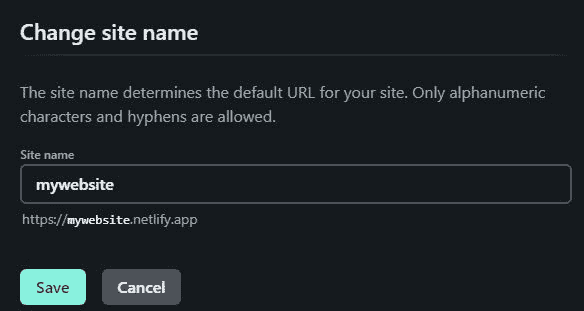 Change site name
The site name determines the default URL for your site. Only alphanumeric
characters and hyphens are allowed.
Site name
mywebsite
https://mywebsite.netlify.app
Save Cancel